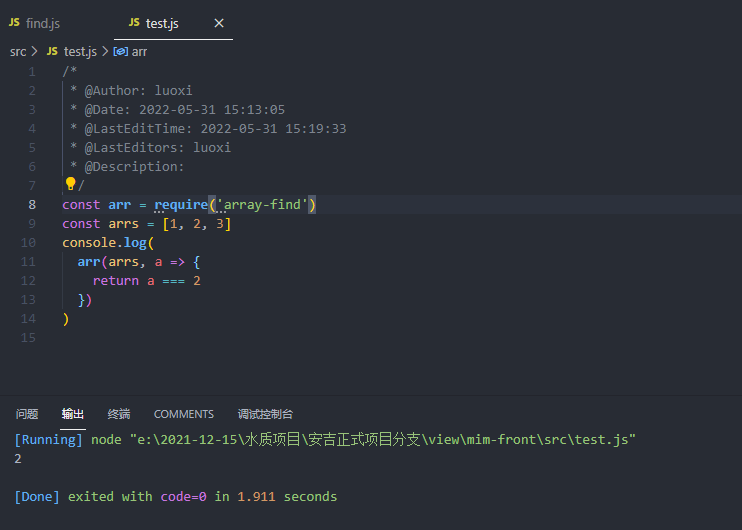 JS find.js JS test.js ×
src > JS test.js > arr
1 /*
2 * @Author: luoxi
3 * @Date: 2022-05-31 15:13:05
4 * @LastEditTime: 2022-05-31 15:19:33
5 * @LastEditors: luoxi
6 * @Description:
7 /
8 const arr = require('array-find')
9 const arrs = [1, 2, 3]
10 console.log(
11 arr(arrs, a => {
12 return a === 2
13 })
14 )
15
问题 输出 终端 COMMENTS 调试控制台
[Running] node "e:\2021-12-15\水质项目\安吉正式项目分支\view\mim-front\src\test.js"
2
[Done] exited with code=0 in 1.911 seconds